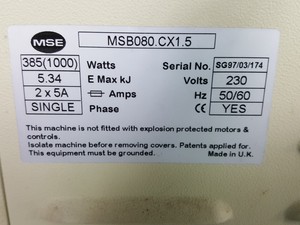 MSE MSB080.CX1.5
385(1000) Watts Serial No. SG97/03/174
5.34 E Max kJ Volts 230
2 x 5A Amps Hz 50/60
SINGLE Phase CE YES
This machine is not fitted with explosion protected motors &
controls.
Isolate machine before removing covers. Patents applied for.
This equipment must be grounded. Made in U.K.